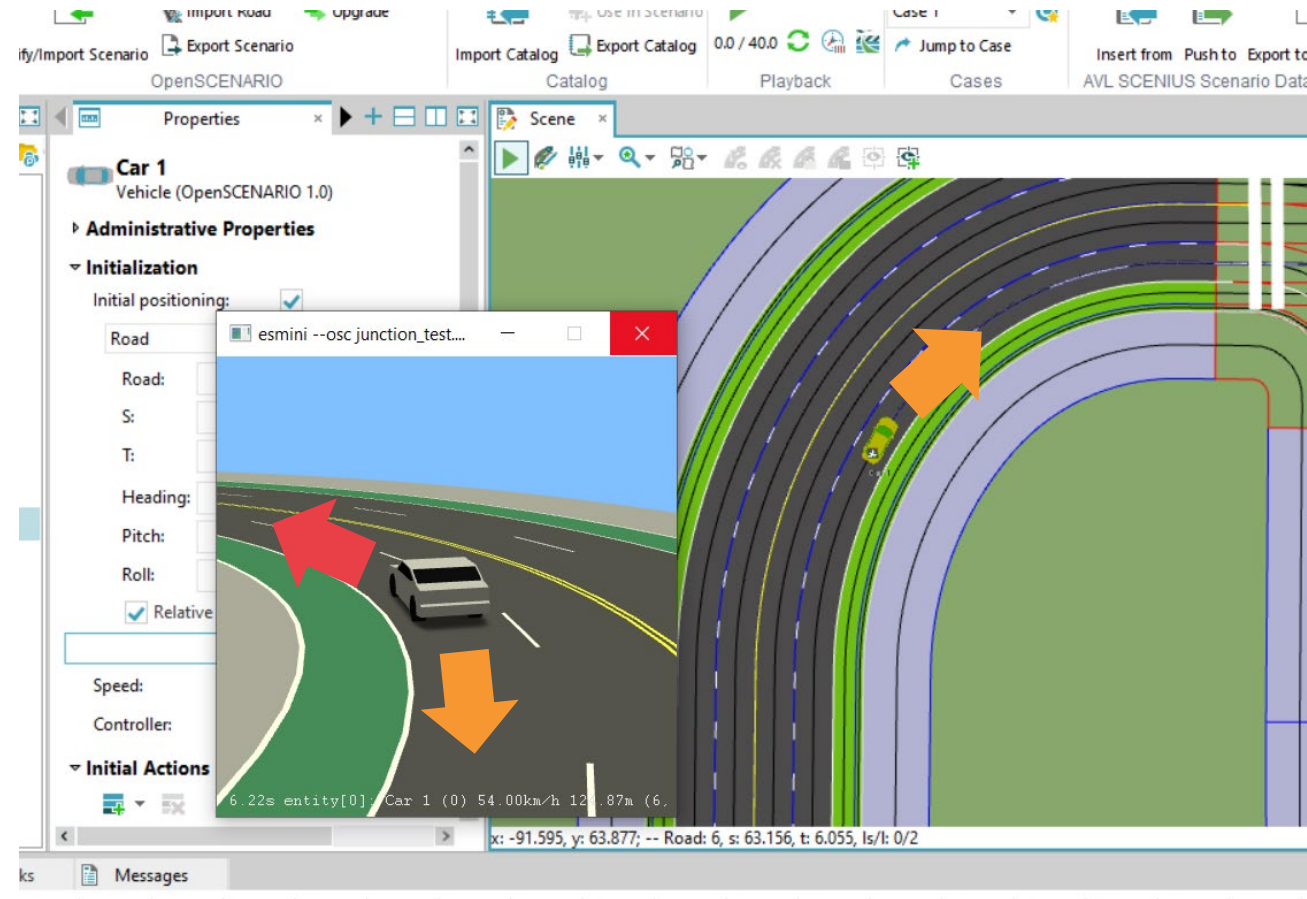 Import Road
Upgrade
Use in Scenario
Case 1
ify/Import Scenario
Export Scenario
Import Catalog
Export Catalog
0.0 / 40.0
Jump to Case
Insert from
Push to
Export to
OpenSCENARIO
Catalog
Playback
Cases
AVL SCENIUS Scenario Data
Properties
Scene
Car 1
Vehicle (OpenSCENARIO 1.0)
Administrative Properties
Initialization
Initial positioning:
Road
esmini --osc junction_test....
Road:
S:
T:
Heading:
Pitch:
Roll:
Relative
Speed:
Controller:
Initial Actions
6.22s entity[0]: Car 1 (0) 54.00km/h 12 .87m (6,
x: -91.595, y: 63.877; -- Road: 6, s: 63.156, t: 6.055, ls/l: 0/2
ks
Messages